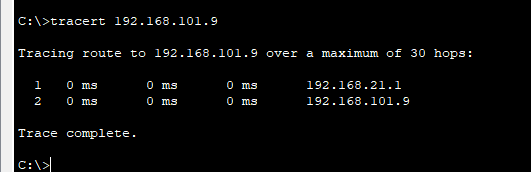 C:\>tracert 192.168.101.9
Tracing route to 192.168.101.9 over a maximum of 30 hops:
1 0 ms 0 ms 0 ms 192.168.21.1
2 0 ms 0 ms 0 ms 192.168.101.9
Trace complete.
C:\>